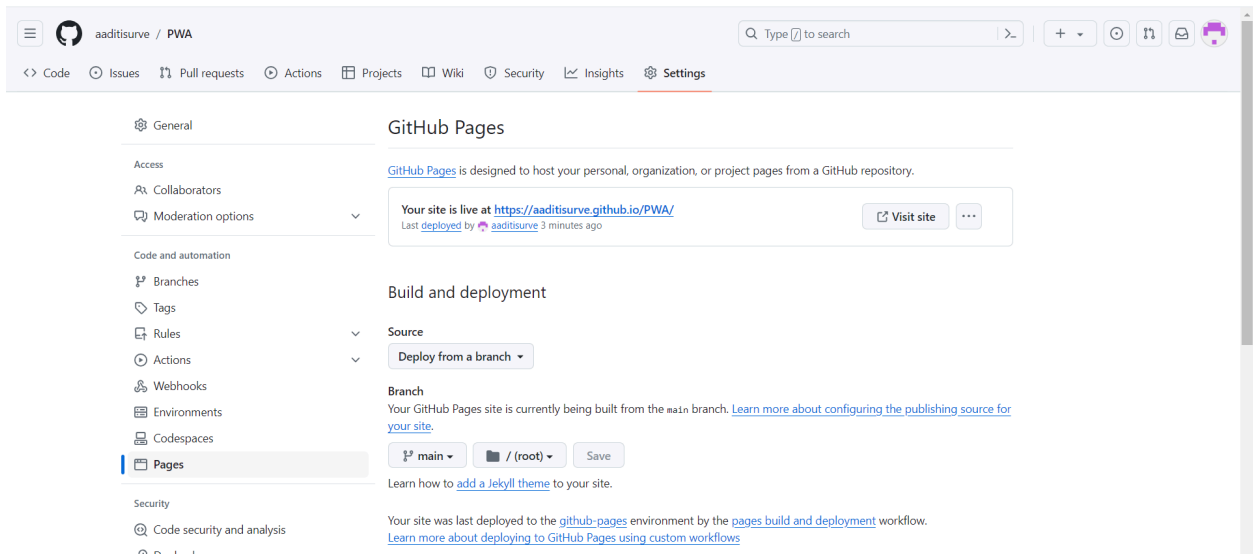 aaditisurve / PWA
Type / to search
Code Issues Pull requests Actions Projects Wiki Security Insights Settings
General
Access
Collaborators
Moderation options
Code and automation
Branches
Tags
Rules
Actions
Webhooks
Environments
Codespaces
Pages
Security
Code security and analysis
GitHub Pages
GitHub Pages is designed to host your personal, organization, or project pages from a GitHub repository.
Your site is live at https://aaditisurve.github.io/PWA/
Last deployed by aaditisurve 3 minutes ago
Visit site
Build and deployment
Source
Deploy from a branch
Branch
Your GitHub Pages site is currently being built from the main branch. Learn more about configuring the publishing source for
your site.
main / (root) Save
Learn how to add a Jekyll theme to your site.
Your site was last deployed to the github-pages environment by the pages build and deployment workflow.
Learn more about deploying to GitHub Pages using custom workflows